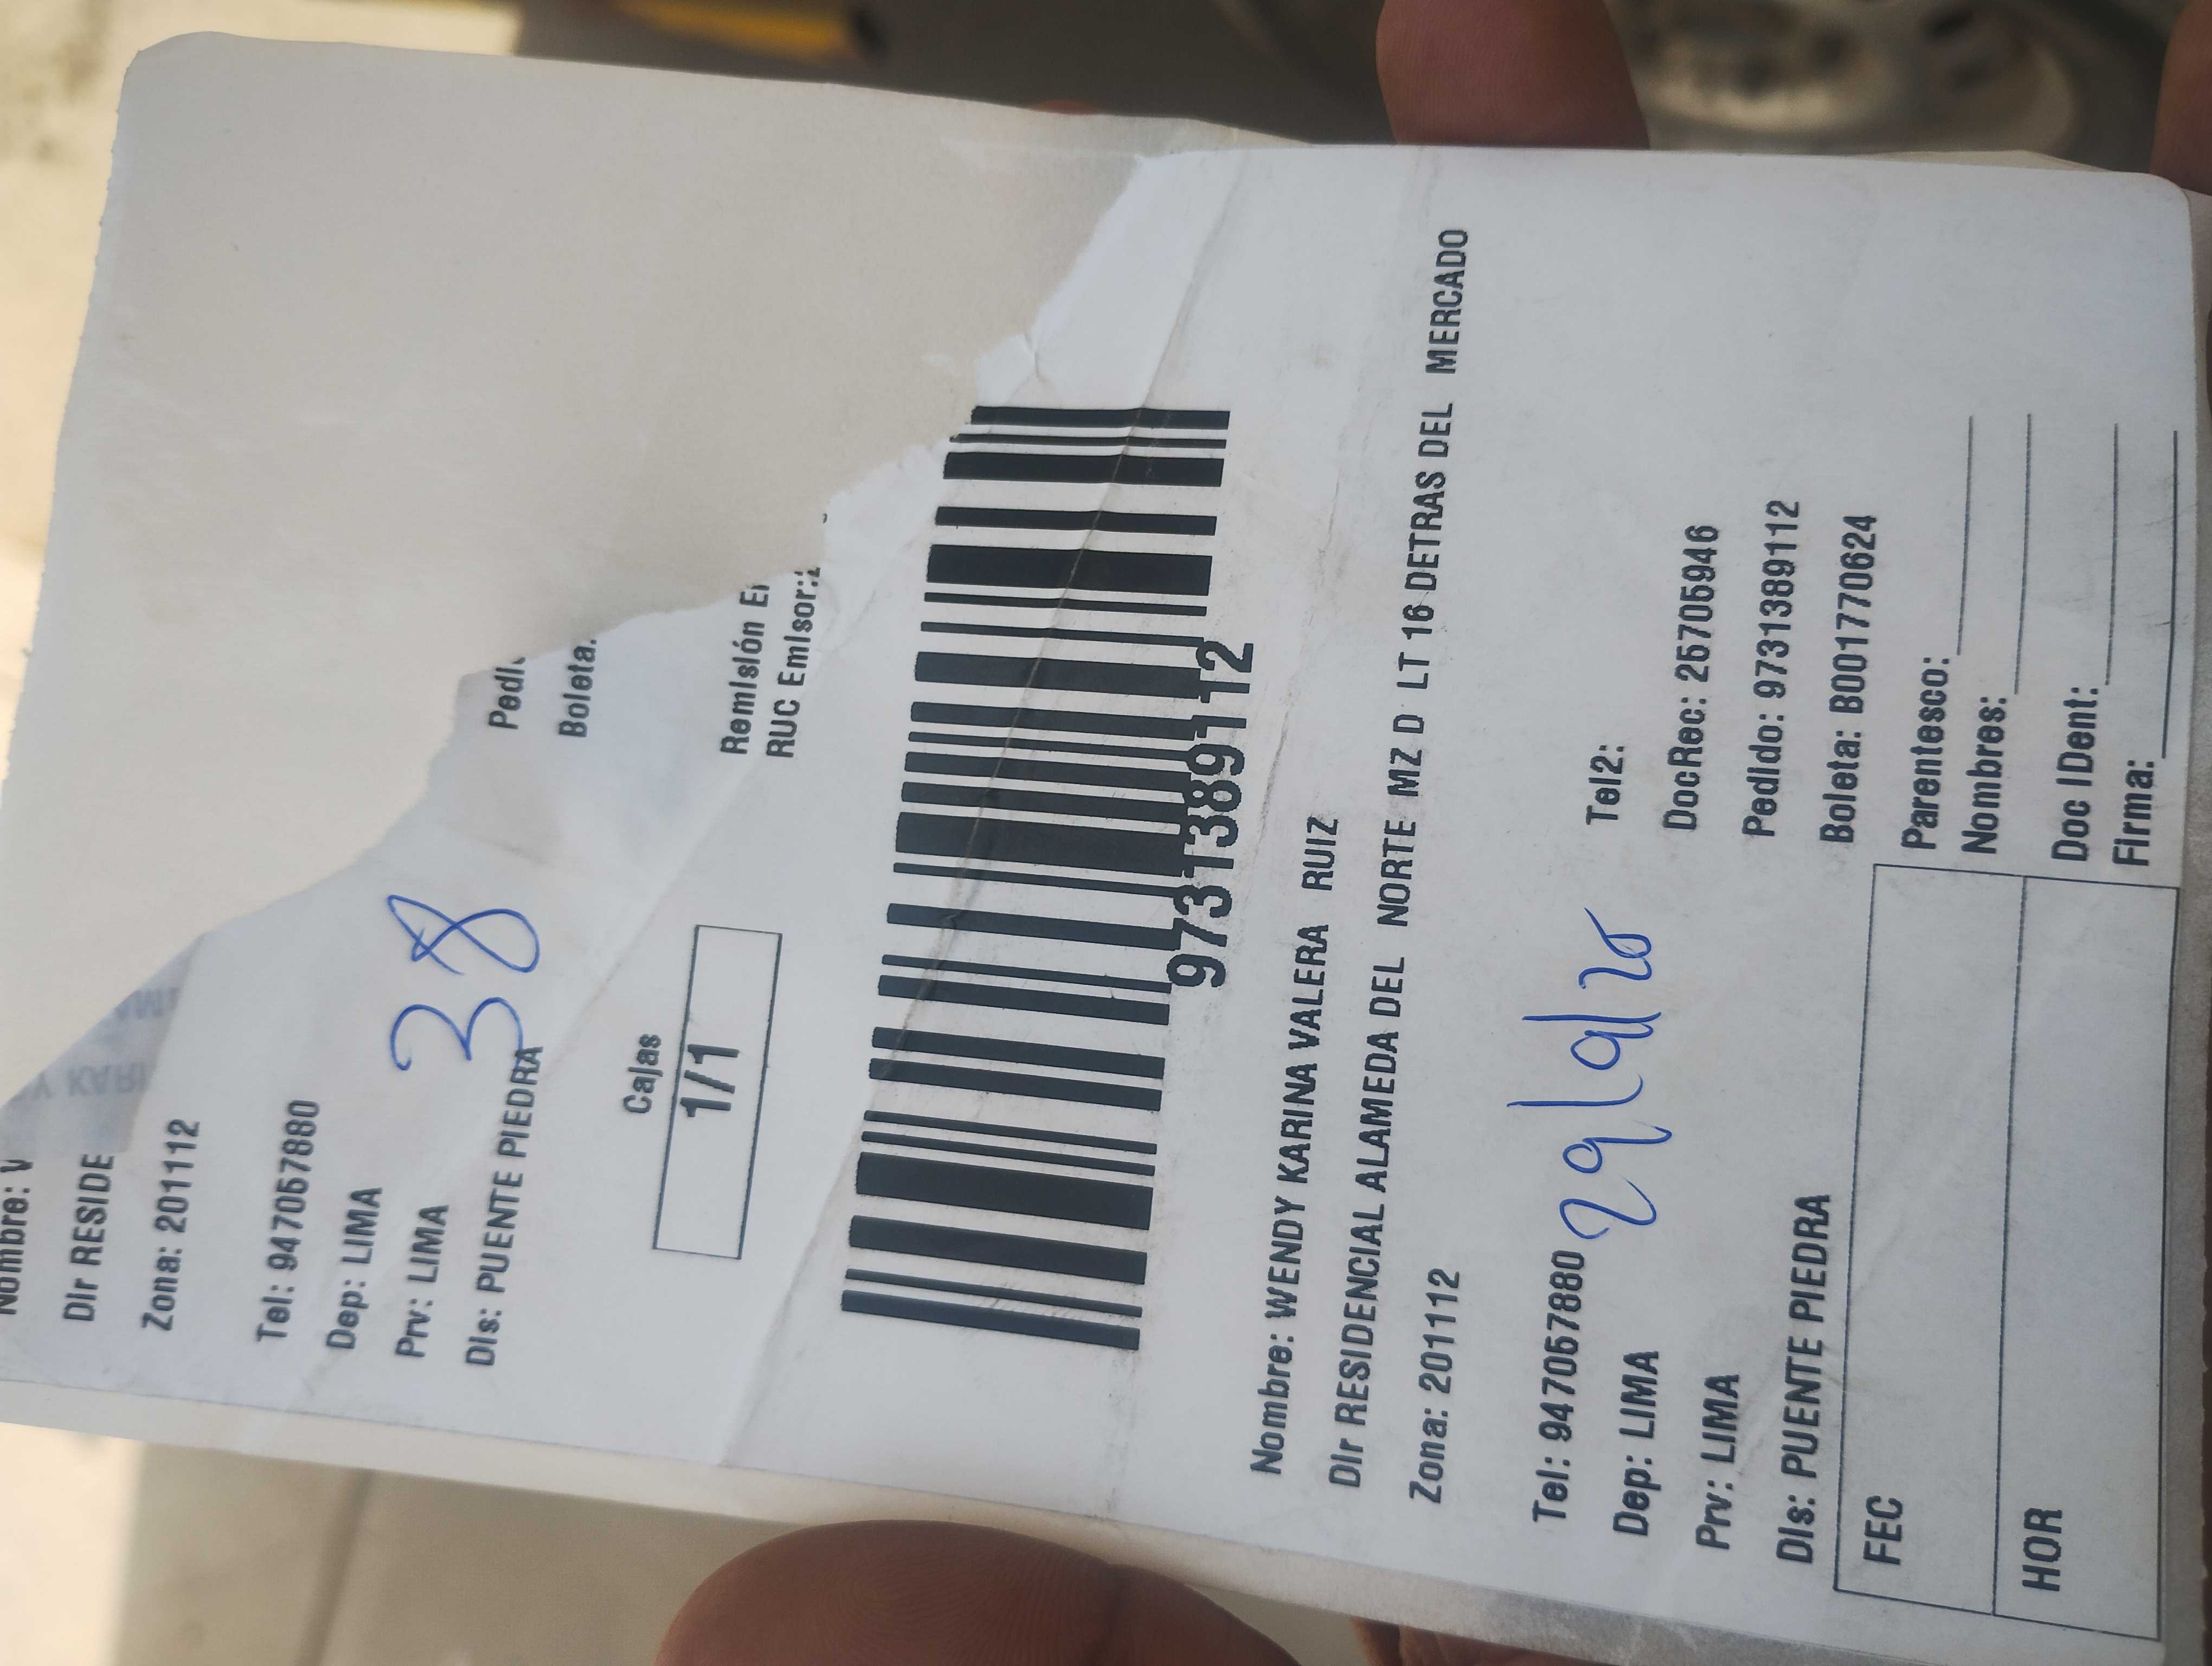 Nombre:
Dir RESIDE
Zona: 201112
Tel: 947057880
Dep: LIMA
Prv: LIMA
38
Dis: PUENTE PIEDRA
Boleta.
Cajas
1/1
Remisión
RUC Emisor:
9731389112
Nombre: WENDY KARINA VALERA RUIZ
Dir RESIDENCIAL ALAMEDA DEL NORTE MZ D LT 16 DETRAS DEL MERCADO
Zona: 201112
Tel: 947057880 Tel2:
Dep: LIMA DocRec: 25705946
Prv: LIMA Pedido: 9731389112
Dis: PUENTE PIEDRA Boleta: B001770624
FEC Parentesco:
Nombres:
HOR Doc IDent:
Firma: